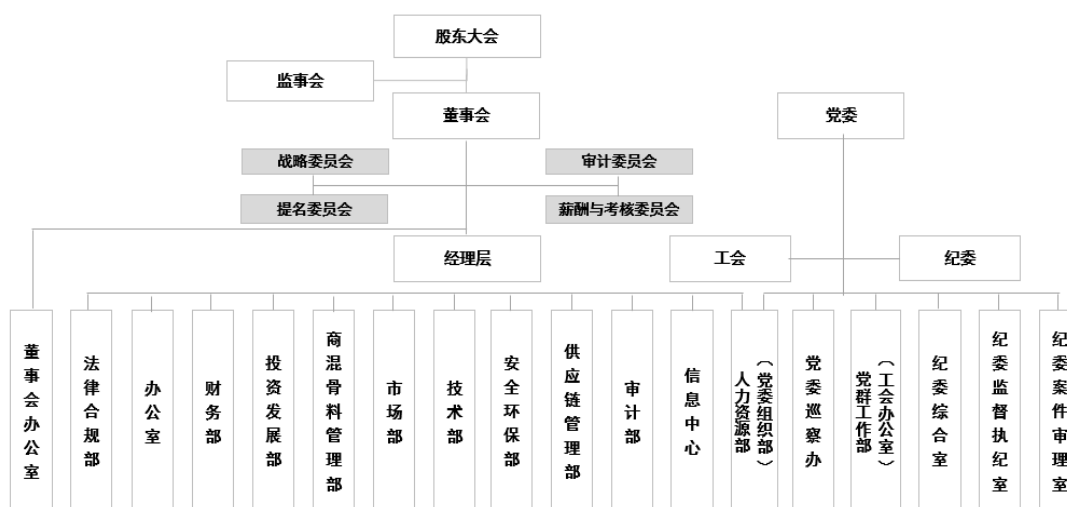 股东大会
监事会
董事会
党委
战略委员会
审计委员会
提名委员会
薪酬与考核委员会
经理层
工会
纪委
董事会办公室
法律合规部
办公室
财务部
投资发展部
商混骨料管理部
市场部
技术部
安全环保部
供应链管理部
审计部
信息中心
人力资源部
（党委组织部）
党委巡察办
党群工作部
（工会办公室）
纪委综合室
纪委监督执纪室
纪委案件审理室